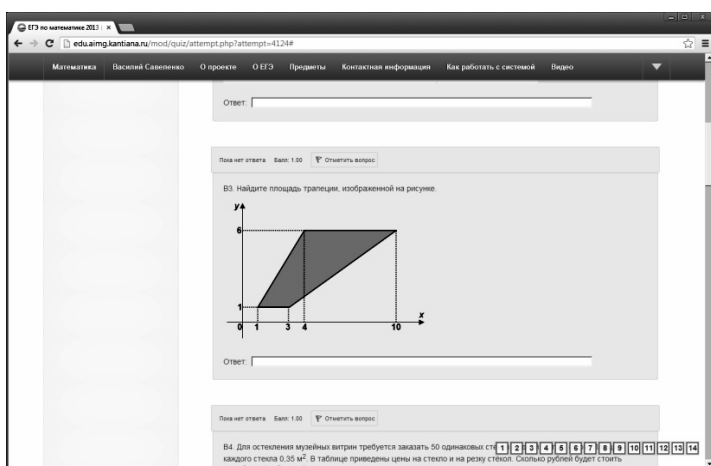 ЕГЭ по математике 2013 |
edu.aimg.kantiana.ru/mod/quiz/attempt.php?attempt=4124#
Математика Василий Савеленко О проекте О ЕГЭ Предметы Контактная информация Как работать с системой Видео
Ответ:
Пока нет ответа Балл: 1.00 Отметить вопрос
В3. Найдите площадь трапеции, изображенной на рисунке.
y
6
1
x
0 1 3 4 10
Ответ:
Пока нет ответа Балл: 1.00 Отметить вопрос
В4. Для остекления музейных витрин требуется заказать 50 одинаковых 1 2 3 4 5 6 7 8 9 10 11 12 13 14
каждого стекла 0,35 м² В таблице приведены цены на стекло и на резку стёкол. Сколько рублей будет стоить